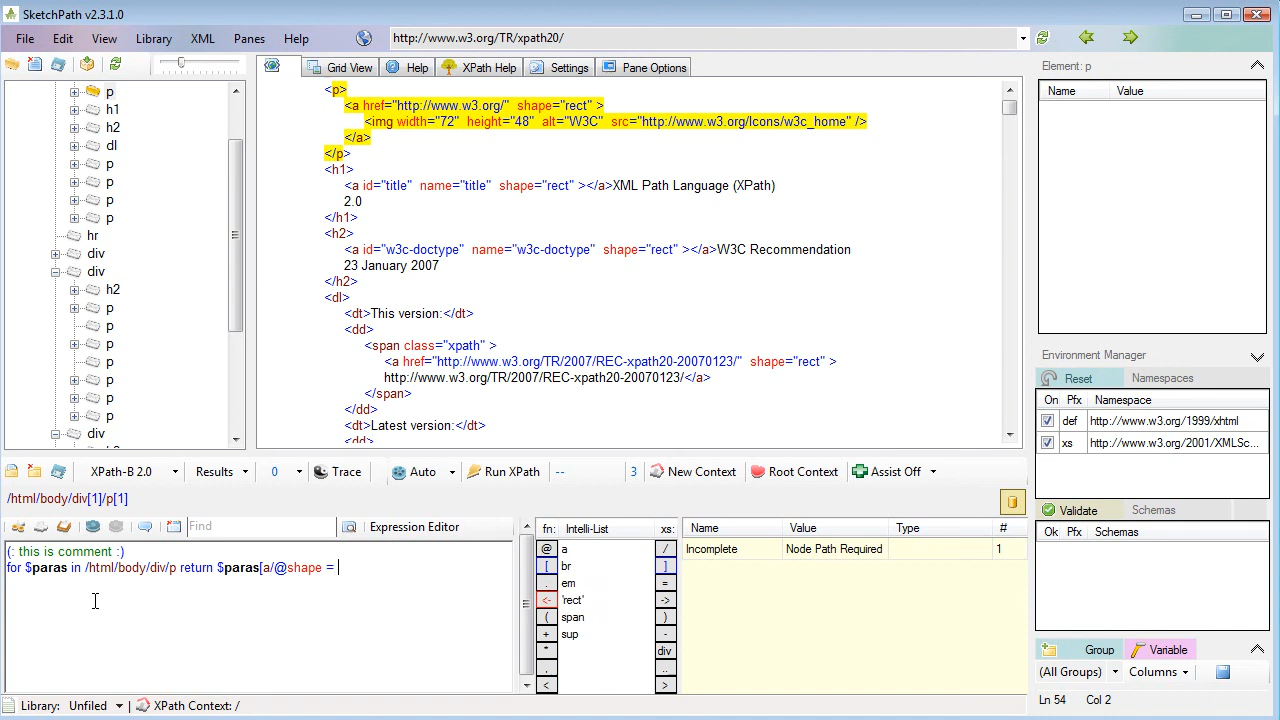 SketchPath v2.3.1.0
File Edit View Library XML Panes Help
http://www.w3.org/TR/xpath20/
Grid View Help XPath Help Settings Pane Options
p
h1
h2
dl
p
p
p
p
hr
div
div
h2
p
p
p
p
p
p
p
div
<p>
<a href="http://www.w3.org/" shape="rect" >
<img width="72" height="48" alt="W3C" src="http://www.w3.org/Icons/w3c_home" />
</a>
</p>
<h1>
<a id="title" name="title" shape="rect" ></a>XML Path Language (XPath)
2.0
</h1>
<h2>
<a id="w3c-doctype" name="w3c-doctype" shape="rect" ></a>W3C Recommendation
23 January 2007
</h2>
<dl>
<dt>This version:</dt>
<dd>
<span class="xpath" >
<a href="http://www.w3.org/TR/2007/REC-xpath20-20070123/" shape="rect" >
http://www.w3.org/TR/2007/REC-xpath20-20070123/</a>
</span>
</dd>
<dt>Latest version:</dt>
<dd>
Element: p
Name Value
Environment Manager
Reset Namespaces
On Pfx Namespace
def http://www.w3.org/1999/xhtml
xs http://www.w3.org/2001/XMLSc...
Validate Schemas
Ok Pfx Schemas
Group Variable
(All Groups) Columns
Ln 54 Col 2
XPath-B 2.0 Results 0 Trace Auto Run XPath -- 3 New Context Root Context Assist Off
/html/body/div[1]/p[1]
Find Expression Editor
(: this is comment :)
for $paras in /html/body/div/p return $paras[a/@shape =
fn: Intelli-List xs:
@ a /
[ br ]
. em =
<- 'rect' ->
( span )
+ sup -
* div
, ..
< >
Name Value Type #
Incomplete Node Path Required 1
Library: Unfiled XPath Context: /